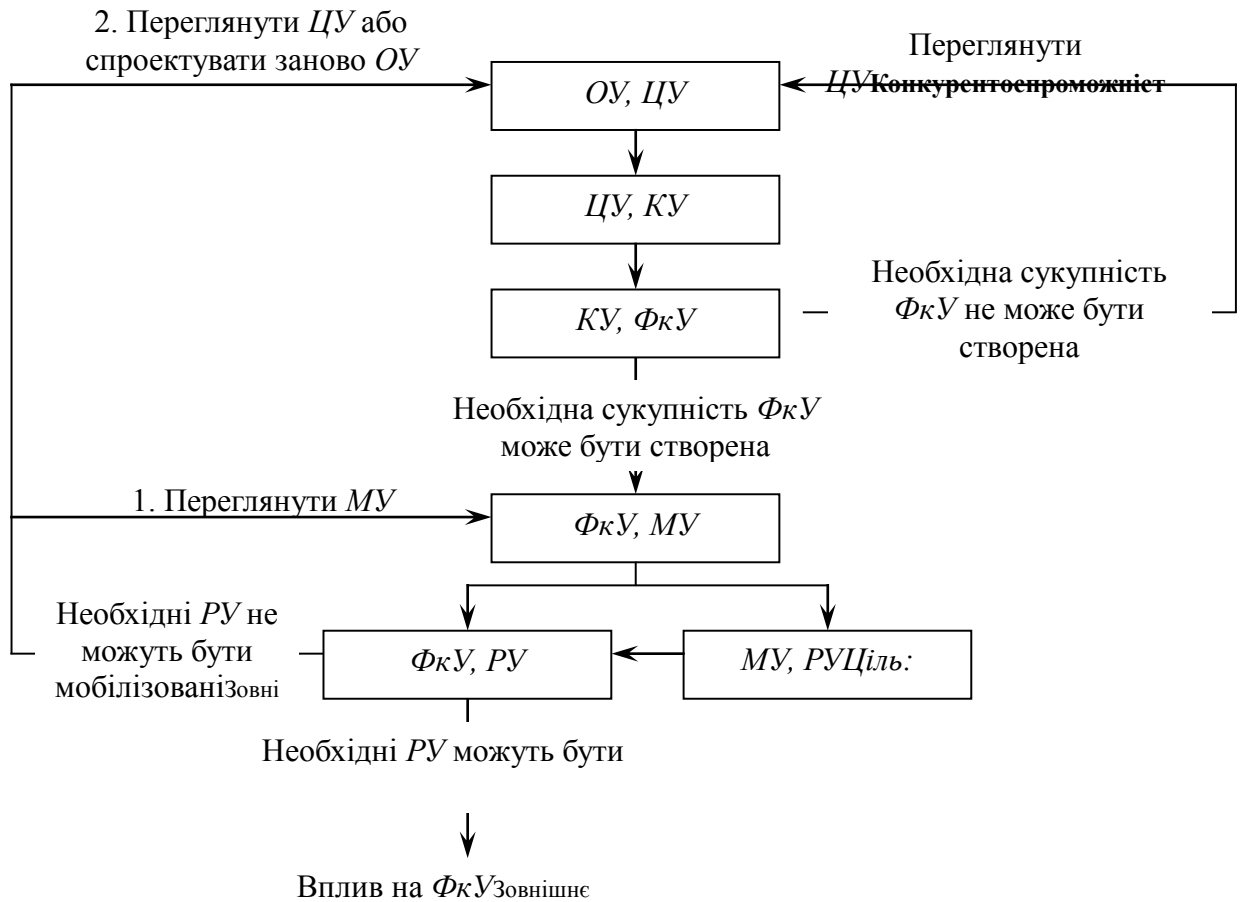 2. Переглянути ЦУ або
спроектувати заново ОУ
Переглянути
ЦУКонкурентоспроможніст
ОУ, ЦУ
ЦУ, КУ
КУ, ФкУ
Необхідна сукупність
ФкУ не може бути
створена
Необхідна сукупність ФкУ
може бути створена
1. Переглянути МУ
ФкУ, МУ
Необхідні РУ не
можуть бути
мобілізованіЗовні
ФкУ, РУ
МУ, РУЦіль:
Необхідні РУ можуть бути
Вплив на ФкУЗовнішнє